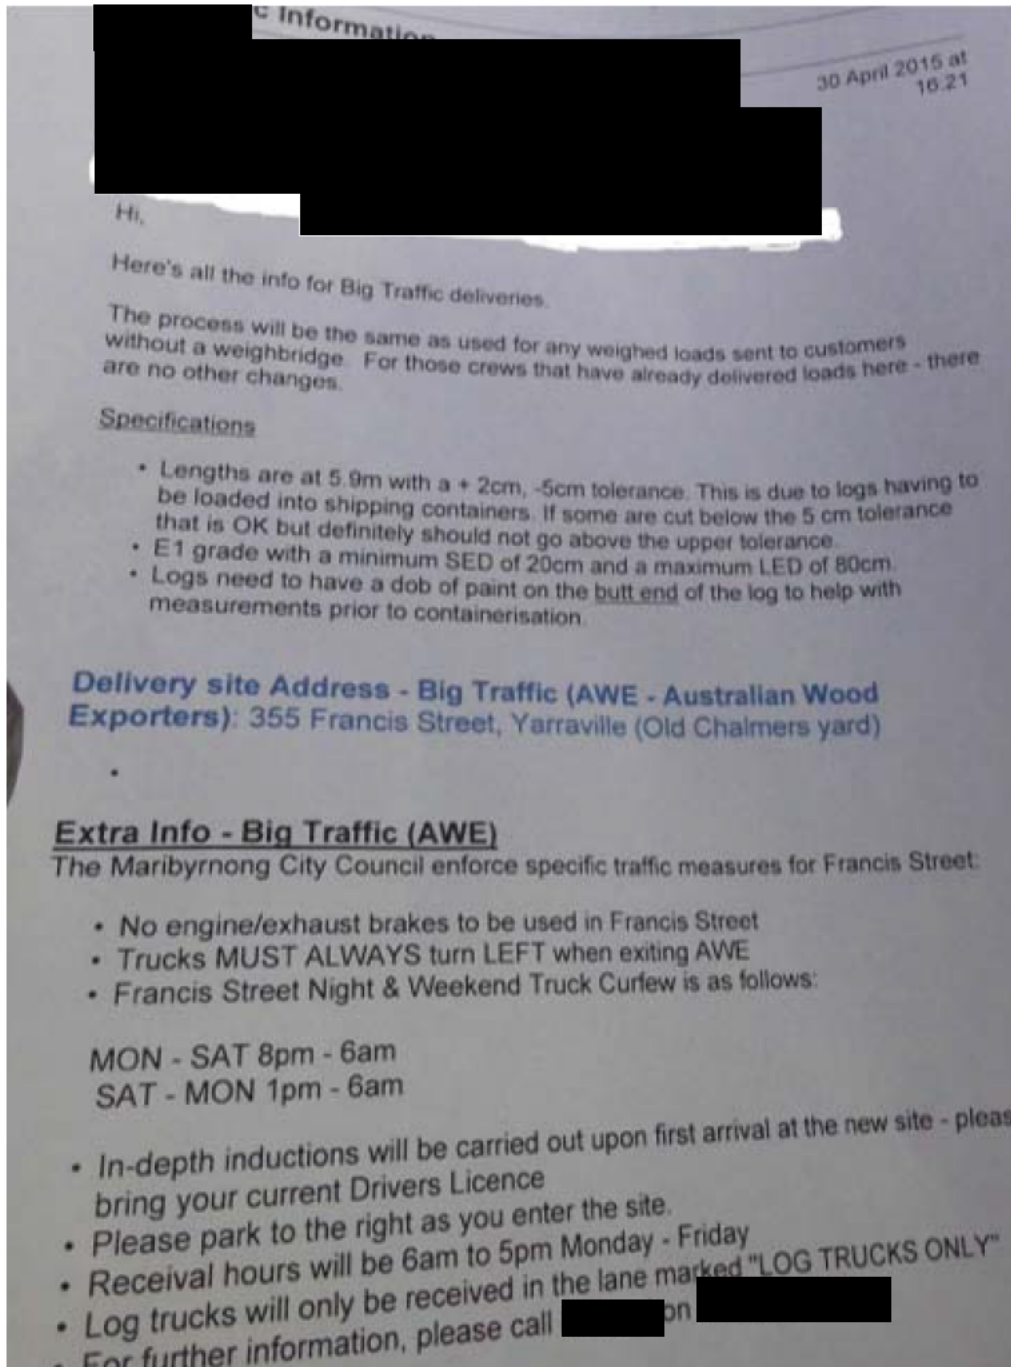 c Information
30 April 2015 at
16:21
Hi,
Here's all the info for Big Traffic deliveries.
The process will be the same as used for any weighed loads sent to customers
without a weighbridge. For those crews that have already delivered loads here - there
are no other changes.
Specifications
• Lengths are at 5.9m with a + 2cm, -5cm tolerance. This is due to logs having to
be loaded into shipping containers. If some are cut below the 5 cm tolerance
that is OK but definitely should not go above the upper tolerance.
• E1 grade with a minimum SED of 20cm and a maximum LED of 80cm.
• Logs need to have a dob of paint on the butt end of the log to help with
measurements prior to containerisation.
Delivery site Address - Big Traffic (AWE - Australian Wood
Exporters): 355 Francis Street, Yarraville (Old Chalmers yard)
•
Extra Info - Big Traffic (AWE)
The Maribyrnong City Council enforce specific traffic measures for Francis Street:
• No engine/exhaust brakes to be used in Francis Street
• Trucks MUST ALWAYS turn LEFT when exiting AWE
• Francis Street Night & Weekend Truck Curfew is as follows:
MON - SAT 8pm - 6am
SAT - MON 1pm - 6am
• In-depth inductions will be carried out upon first arrival at the new site - pleas
bring your current Drivers Licence
• Please park to the right as you enter the site.
• Receival hours will be 6am to 5pm Monday - Friday
• Log trucks will only be received in the lane marked "LOG TRUCKS ONLY"
• For further information, please call on